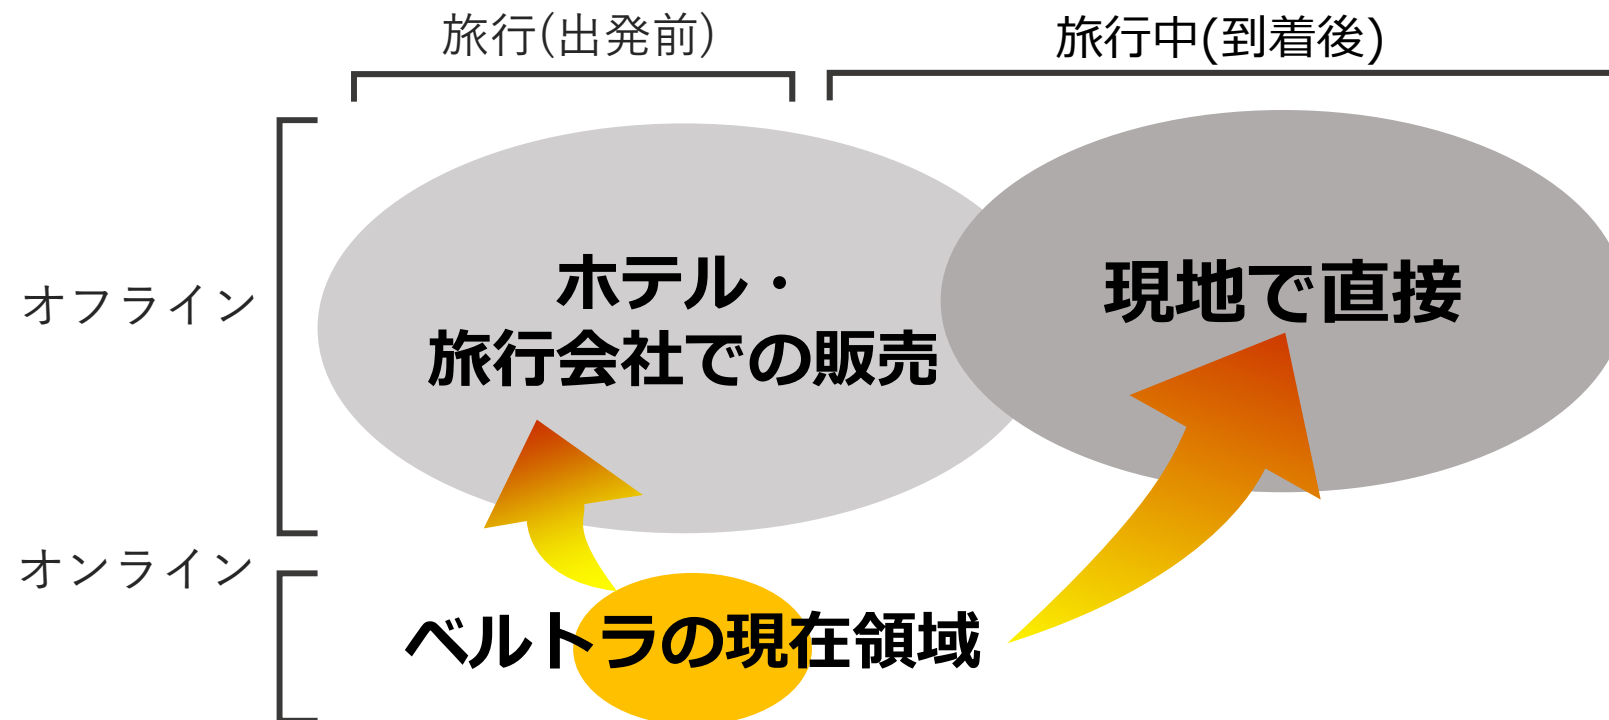 旅行(出発前)
旅行中(到着後)
オフライン
ホテル・
旅行会社での販売
現地で直接
オンライン
ベルトラの現在領域